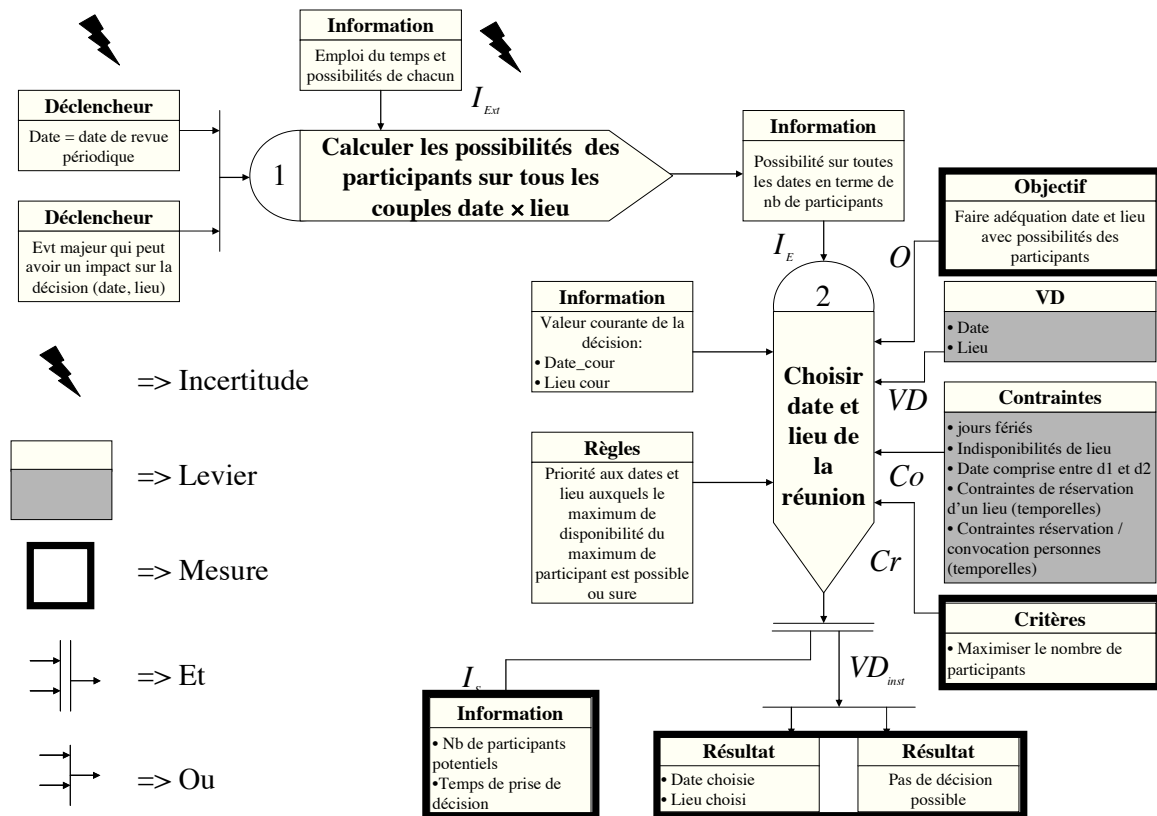 Information
Emploi du temps et
possibilités de chacun
I Ext
Déclencheur
Date = date de revue
périodique
Déclencheur
Evt majeur qui peut
avoir un impact sur la
décision (date, lieu)
1
Calculer les possibilités des
participants sur tous les
couples date × lieu
Information
Possibilité sur toutes
les dates en terme de
nb de participants
I E
O
Objectif
Faire adéquation date et lieu
avec possibilités des
participants
2
Choisir
date et
lieu de
la
réunion
Information
Valeur courante de la
décision:
• Date_cour
• Lieu cour
VD
• Date
• Lieu
VD
Contraintes
• jours fériés
• Indisponibilités de lieu
• Date comprise entre d1 et d2
• Contraintes de réservation
d’un lieu (temporelles)
• Contraintes réservation /
convocation personnes
(temporelles)
Co
Règles
Priorité aux dates et
lieu auxquels le
maximum de
disponibilité du
maximum de
participant est possible
ou sure
Cr
Critères
• Maximiser le nombre de
participants
I S
VD inst
Information
• Nb de participants
potentiels
•Temps de prise de
décision
Résultat
• Date choisie
• Lieu choisi
Résultat
Pas de décision
possible
=> Incertitude
=> Levier
=> Mesure
=> Et
=> Ou